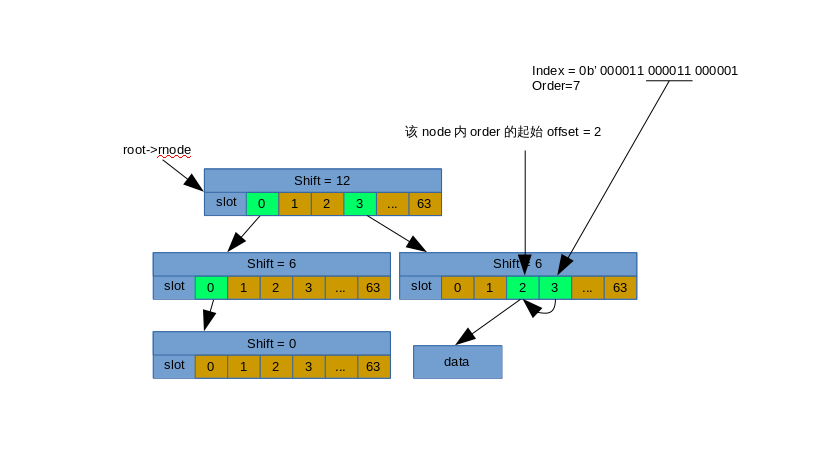 Index = 0b' 000011 000011 000001
Order=7
该 node 内 order 的起始 offset = 2
root->rnode
Shift = 12
slot 0 1 2 3 ... 63
Shift = 6
slot 0 1 2 3 ... 63
Shift = 6
slot 0 1 2 3 ... 63
Shift = 0
slot 0 1 2 3 ... 63
data